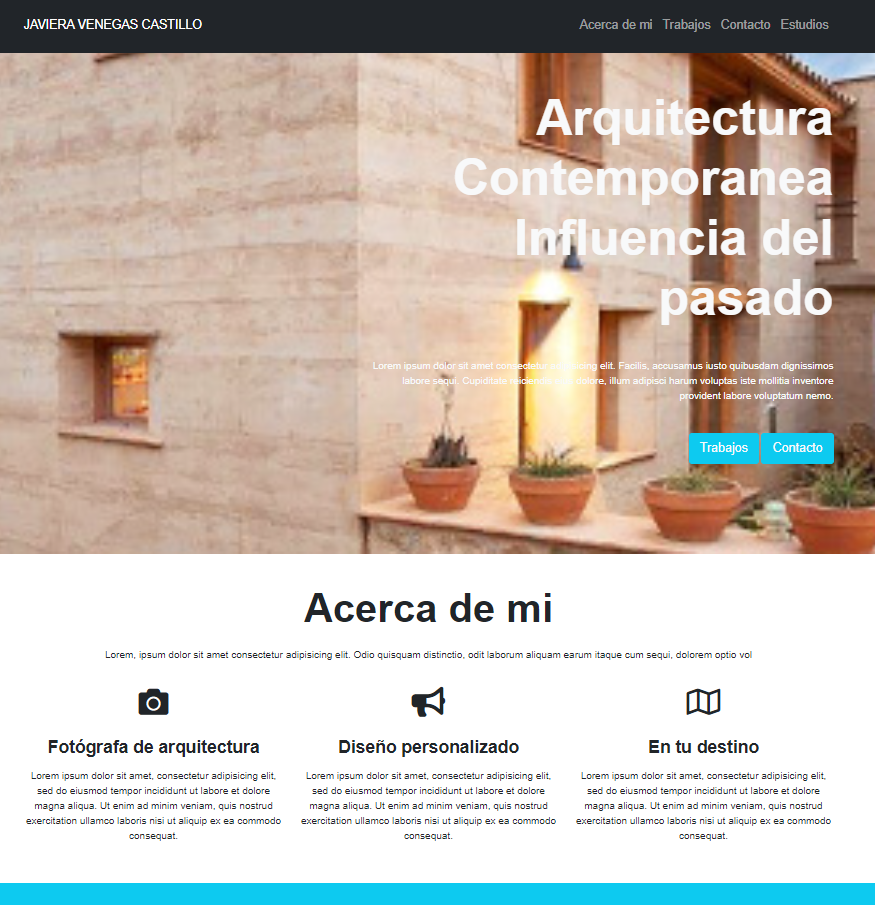 JAVIERA VENEGAS CASTILLO
Acerca de mi Trabajos Contacto Estudios
Arquitectura
Contemporanea
Influencia del
pasado
Lorem ipsum dolor sit amet consectetur adipisicing elit. Facilis, accusamus iusto quibusdam dignissimos
labore sequi. Cupiditate reiciendis dolore, illum adipisci harum voluptas iste mollitia inventore
provident labore voluptatum nemo.
Trabajos Contacto
Acerca de mi
Lorem, ipsum dolor sit amet consectetur adipisicing elit. Odio quisquam distinctio, odit laborum aliquam earum itaque cum sequi, dolorem optio vol
Fotógrafa de arquitectura
Lorem ipsum dolor sit amet, consectetur adipisicing elit,
sed do eiusmod tempor incididunt ut labore et dolore
magna aliqua. Ut enim ad minim veniam, quis nostrud
exercitation ullamco laboris nisi ut aliquip ex ea commodo
consequat.
Diseño personalizado
Lorem ipsum dolor sit amet, consectetur adipisicing elit,
sed do eiusmod tempor incididunt ut labore et dolore
magna aliqua. Ut enim ad minim veniam, quis nostrud
exercitation ullamco laboris nisi ut aliquip ex ea commodo
consequat.
En tu destino
Lorem ipsum dolor sit amet, consectetur adipisicing elit,
sed do eiusmod tempor incididunt ut labore et dolore
magna aliqua. Ut enim ad minim veniam, quis nostrud
exercitation ullamco laboris nisi ut aliquip ex ea commodo
consequat.